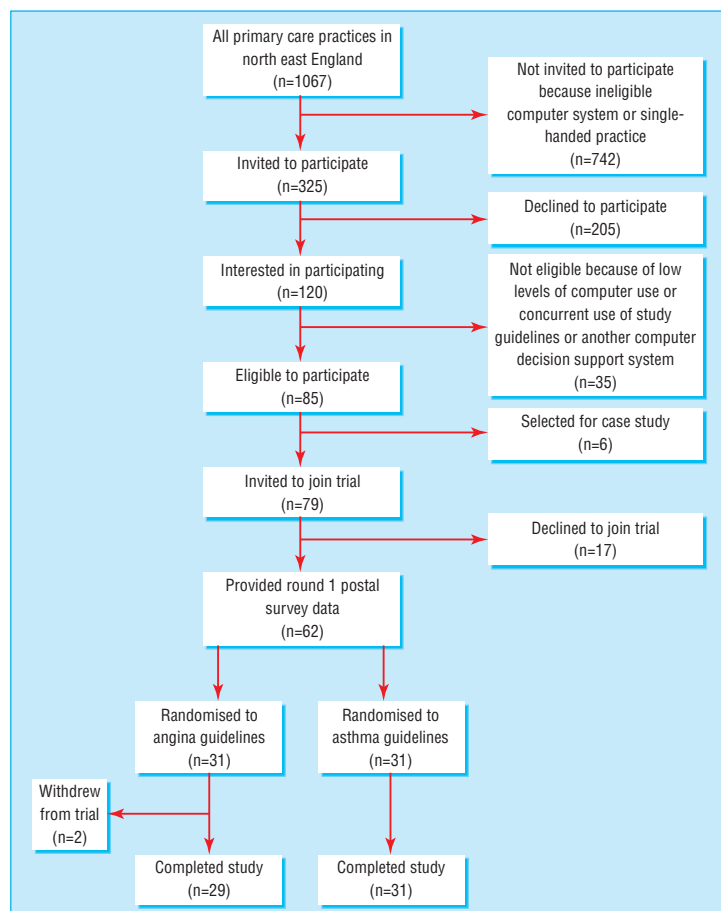 All primary care practices in
north east England
(n=1067)
Not invited to participate
because ineligible
computer system or single-
handed practice
(n=742)
Invited to participate
(n=325)
Declined to participate
(n=205)
Interested in participating
(n=120)
Not eligible because of low
levels of computer use or
concurrent use of study
guidelines or another computer
decision support system
(n=35)
Eligible to participate
(n=85)
Selected for case study
(n=6)
Invited to join trial
(n=79)
Declined to join trial
(n=17)
Provided round 1 postal
survey data
(n=62)
Randomised to
angina guidelines
(n=31)
Randomised to
asthma guidelines
(n=31)
Withdrew
from trial
(n=2)
Completed study
(n=29)
Completed study
(n=31)